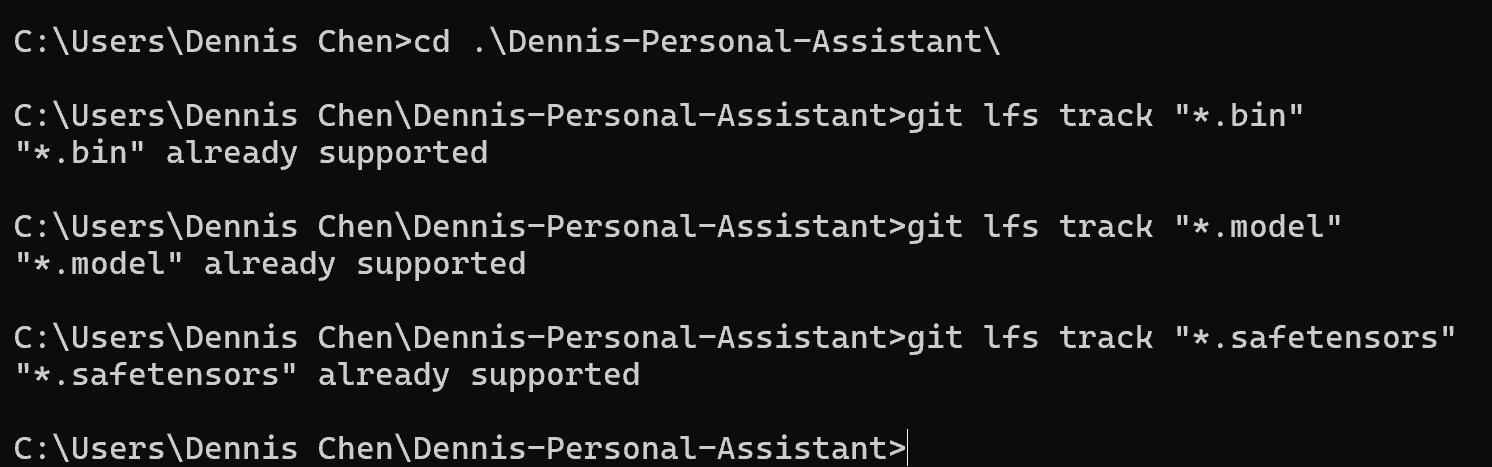 C:\Users\Dennis Chen>cd .\Dennis-Personal-Assistant\
C:\Users\Dennis Chen\Dennis-Personal-Assistant>git lfs track "*.bin"
"*.bin" already supported
C:\Users\Dennis Chen\Dennis-Personal-Assistant>git lfs track "*.model"
"*.model" already supported
C:\Users\Dennis Chen\Dennis-Personal-Assistant>git lfs track "*.safetensors"
"*.safetensors" already supported
C:\Users\Dennis Chen\Dennis-Personal-Assistant>